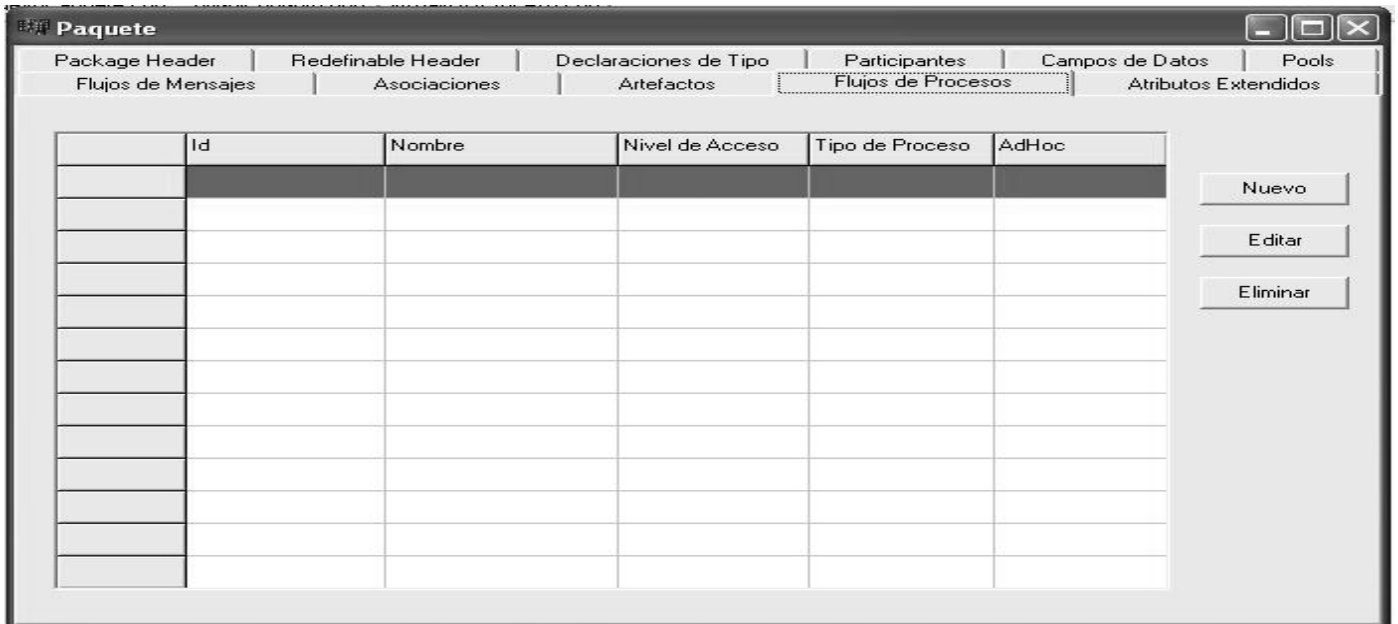 Paquete
Package Header Redefinable Header Declaraciones de Tipo Participantes Campos de Datos Pools
Flujos de Mensajes Asociaciones Artefactos Flujos de Procesos Atributos Extendidos
Id Nombre Nivel de Acceso Tipo de Proceso AdHoc
Nuevo
Editar
Eliminar